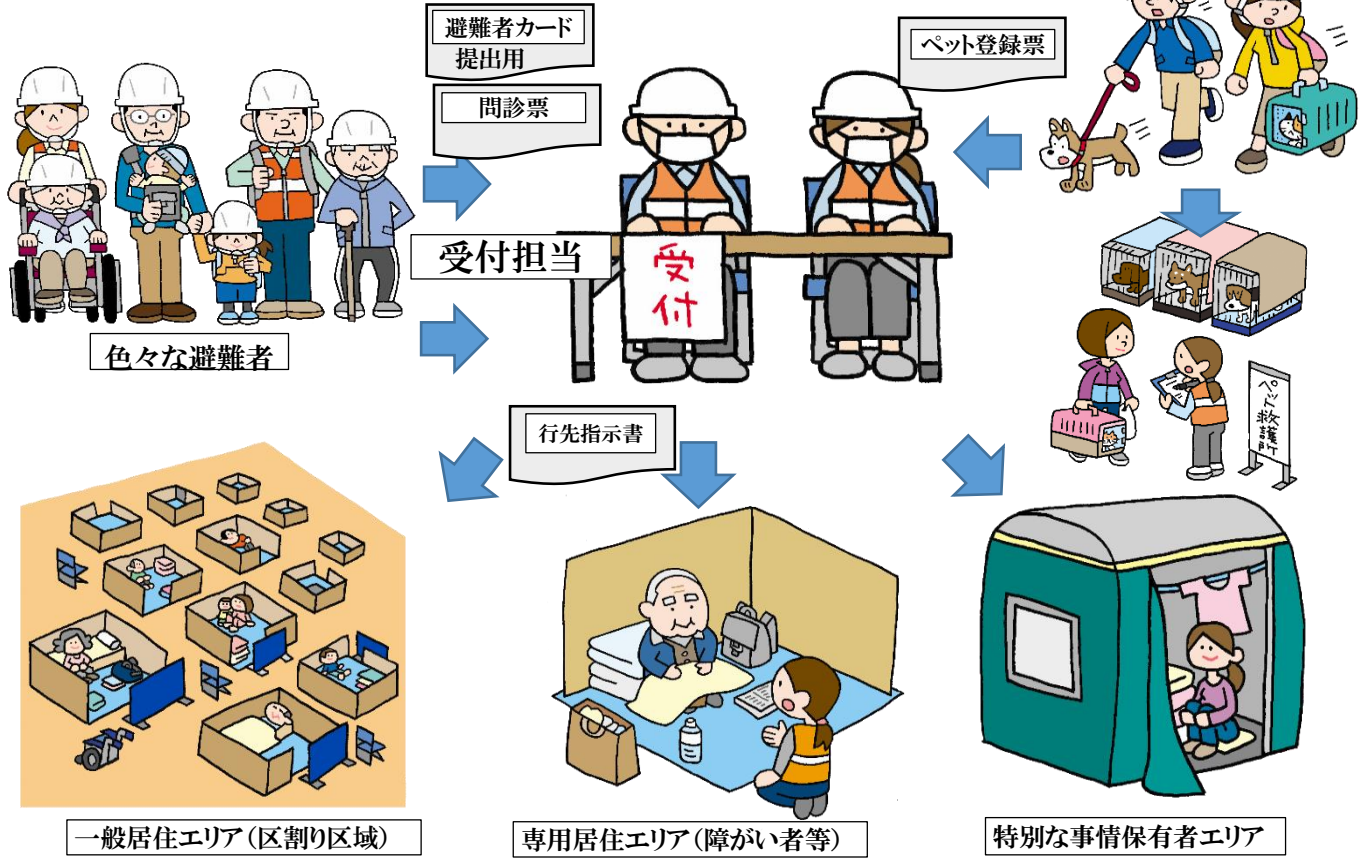 避難者カード
提出用
問診票
ペット登録票
受付担当
受付
色々な避難者
ペット救護所
行先指示書
一般居住エリア(区割り区域)
専用居住エリア(障がい者等)
特別な事情保有者エリア